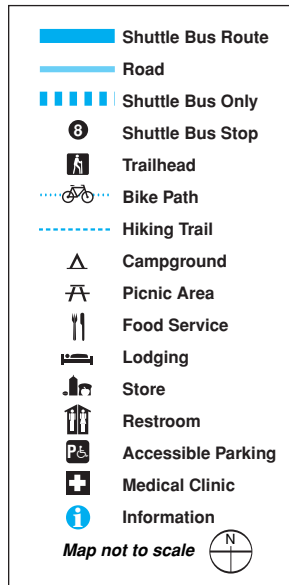 Shuttle Bus Route
Road
Shuttle Bus Only
8 Shuttle Bus Stop
Trailhead
Bike Path
Hiking Trail
Campground
Picnic Area
Food Service
Lodging
Store
Restroom
P Accessible Parking
Medical Clinic
i Information
Map not to scale N